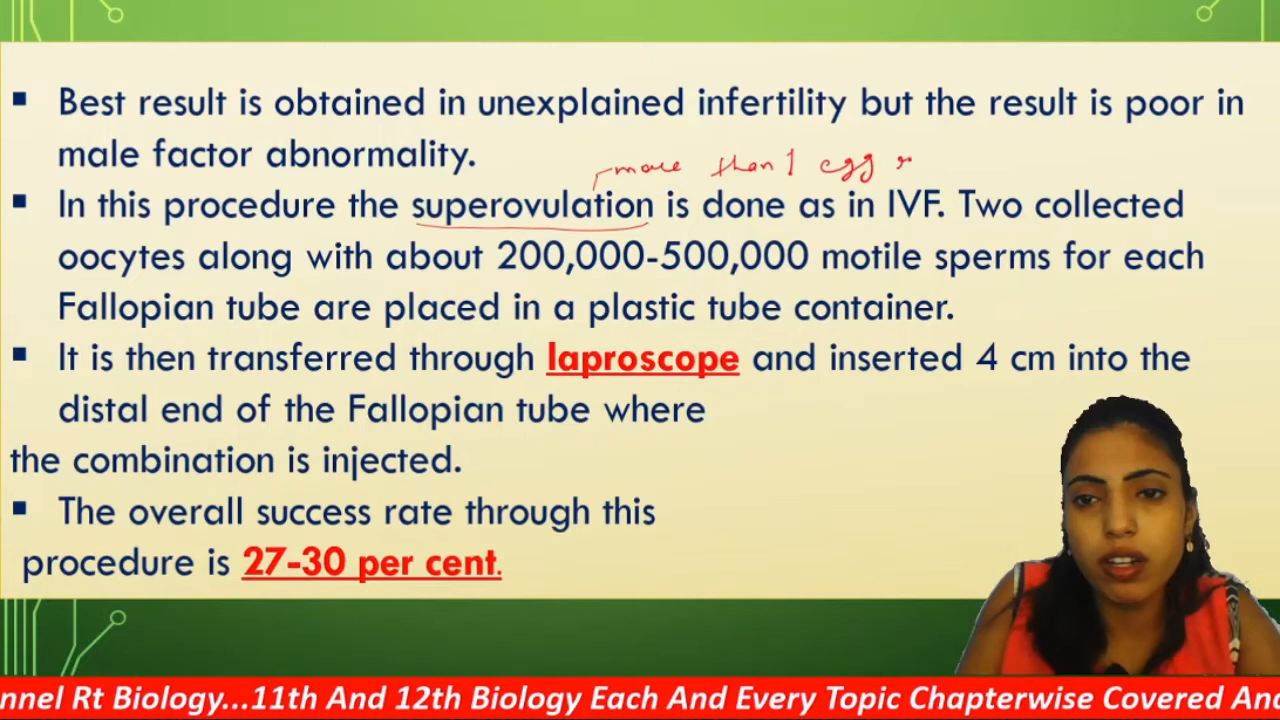 ▪ Best result is obtained in unexplained infertility but the result is poor in
male factor abnormality.
more than 1 egg
▪ In this procedure the superovulation is done as in IVF. Two collected
oocytes along with about 200,000-500,000 motile sperms for each
Fallopian tube are placed in a plastic tube container.
▪ It is then transferred through laproscope and inserted 4 cm into the
distal end of the Fallopian tube where
the combination is injected.
▪ The overall success rate through this
procedure is 27-30 per cent.
nnel Rt Biology...11th And 12th Biology Each And Every Topic Chapterwise Covered And